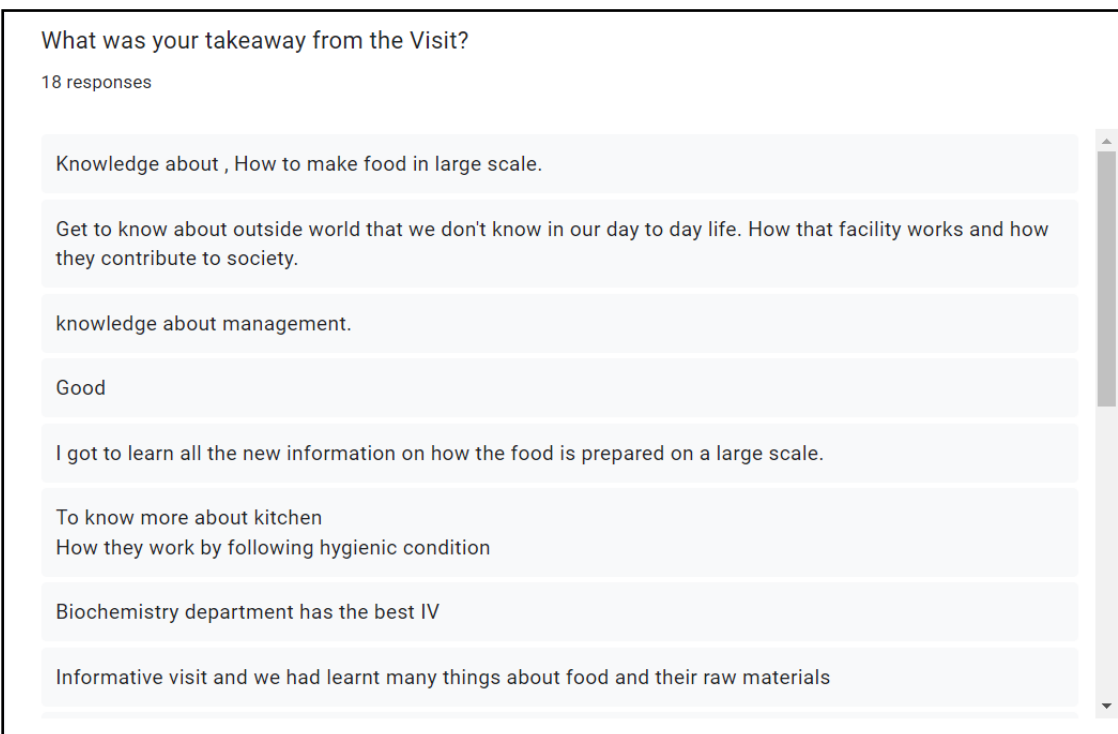 What was your takeaway from the Visit?
18 responses
Knowledge about , How to make food in large scale.
Get to know about outside world that we don't know in our day to day life. How that facility works and how
they contribute to society.
knowledge about management.
Good
I got to learn all the new information on how the food is prepared on a large scale.
To know more about kitchen
How they work by following hygienic condition
Biochemistry department has the best IV
Informative visit and we had learnt many things about food and their raw materials